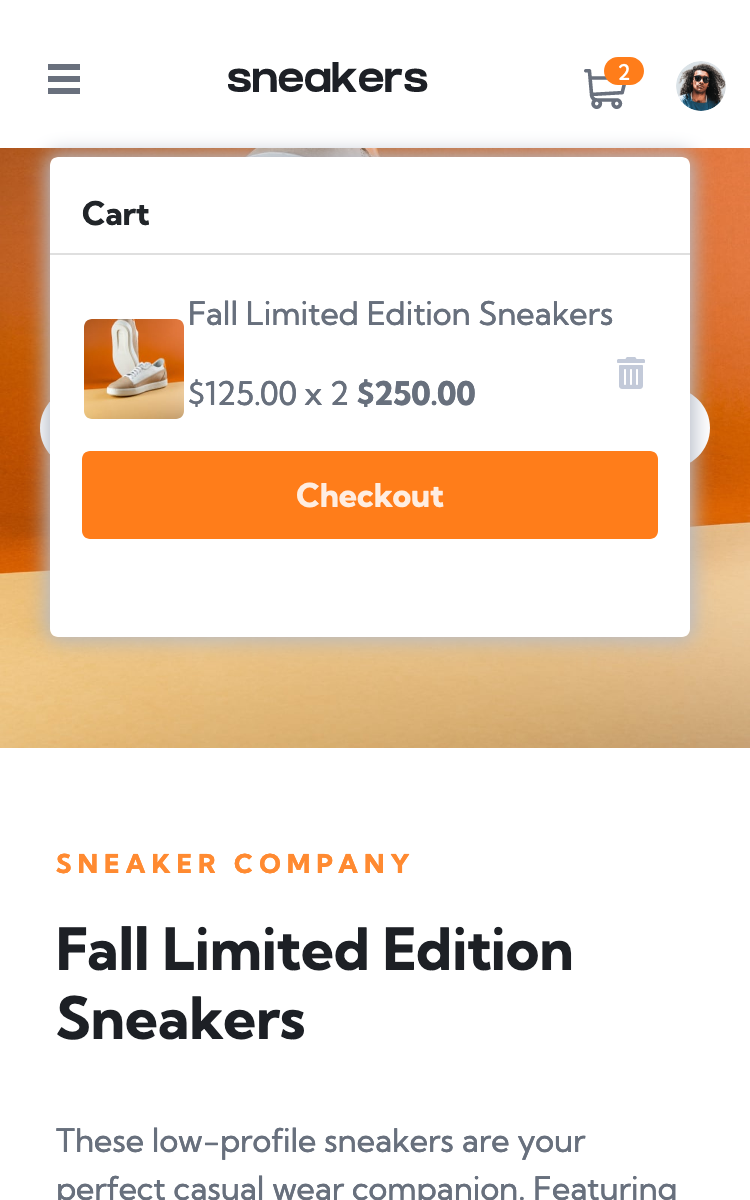 sneakers
2
Cart
Fall Limited Edition Sneakers
$125.00 x 2 $250.00
Checkout
SNEAKER COMPANY
Fall Limited Edition
Sneakers
These low-profile sneakers are your
perfect casual wear companion. Featuring